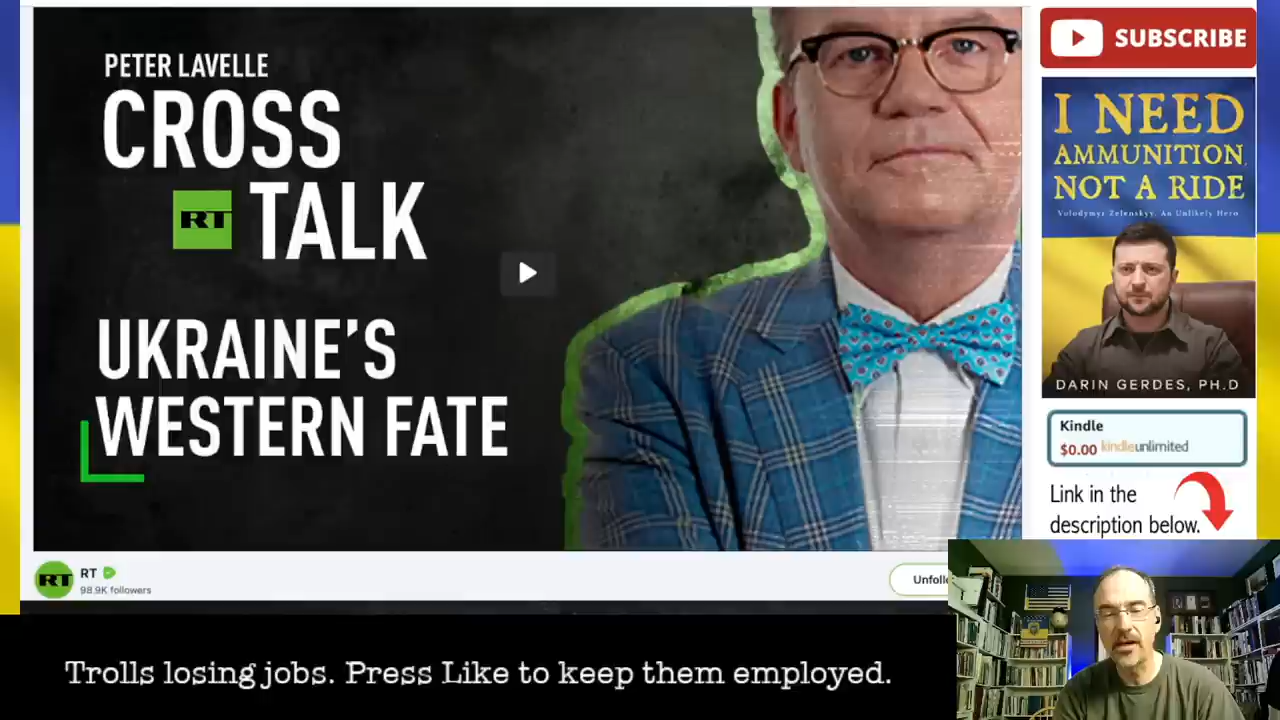 PETER LAVELLE
CROSS
RT TALK
UKRAINE'S
WESTERN FATE
RT
RT
98.9K followers
Unfollo
SUBSCRIBE
I NEED
AMMUNITION,
NOT A RIDE
Volodymyr Zelenskyy, An Unlikely Hero
DARIN GERDES, PH.D
Kindle
$0.00 kindleunlimited
Link in the
description below.
Trolls losing jobs. Press Like to keep them employed.